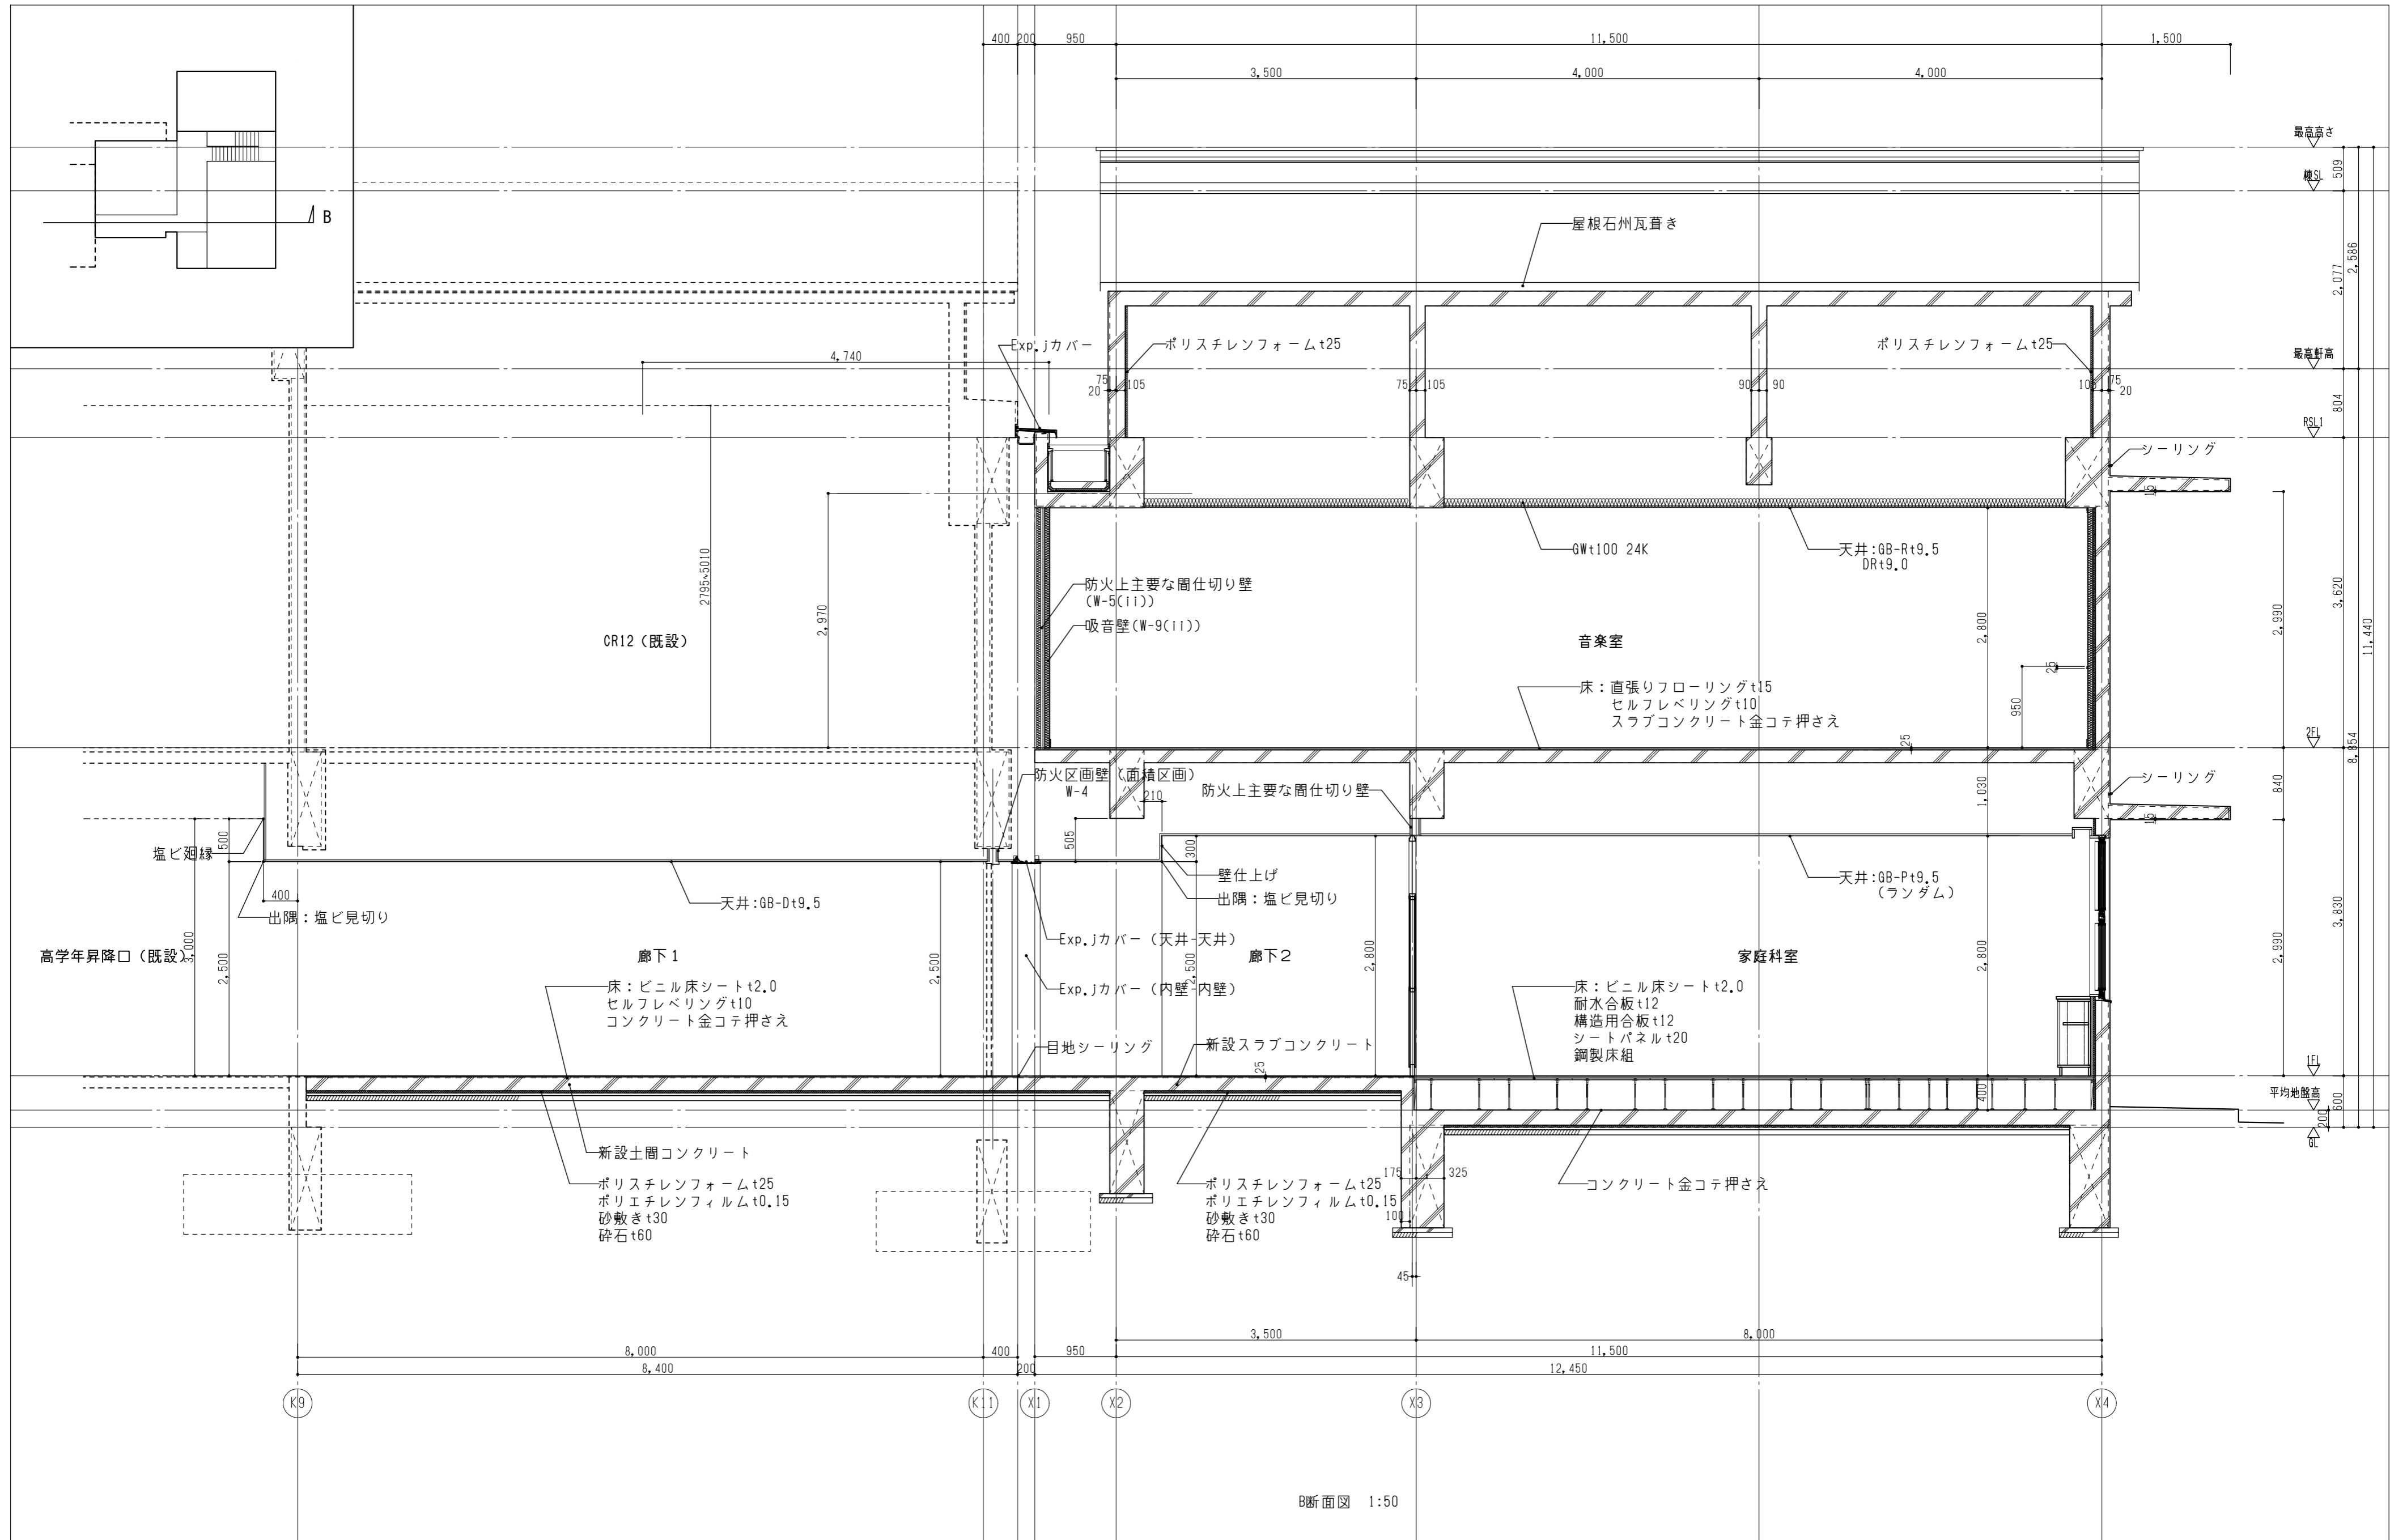 400 200 950 11,500 1,500
3,500 4,000 4,000
B
最高高さ
509
棟SL
屋根石州瓦葺き
2,077
2,586
Exp.jカバー
4,740
ポリスチレンフォームt25
ポリスチレンフォームt25
最高軒高
75 105 75 105 90 90 105 75
20 20
804
RSL1
シーリング
15
GWt100 24K
天井:GB-Rt9.5
DRt9.0
防火上主要な間仕切り壁
(W-5(ii))
吸音壁(W-9(ii))
2795~5010
2,970
CR12（既設）
音楽室
2,800
2,990
3,620
11,440
25
950
床：直張りフローリングt15
セルフレベリングt10
スラブコンクリート金コテ押さえ
25
2FL
8,854
防火区画壁（面積区画）
W-4
210
防火上主要な間仕切り壁
1,030
シーリング
840
15
500
塩ビ廻縁
505
300
壁仕上げ
400
出隅：塩ビ見切り
天井:GB-Dt9.5
出隅：塩ビ見切り
天井:GB-Pt9.5
(ランダム)
3,830
Exp.jカバー（天井-天井）
高学年昇降口（既設）
3,000
2,500
廊下１
2,500
2,500
廊下２
2,800
家庭科室
2,800
2,990
床：ビニル床シートt2.0
セルフレベリングt10
コンクリート金コテ押さえ
Exp.jカバー（内壁-内壁）
床：ビニル床シートt2.0
耐水合板t12
構造用合板t12
シートパネルt20
鋼製床組
目地シーリング
新設スラブコンクリート
25
1FL
平均地盤高
400
600
200
GL
新設土間コンクリート
ポリスチレンフォームt25
ポリエチレンフィルムt0.15
砂敷きt30
砕石t60
ポリスチレンフォームt25
ポリエチレンフィルムt0.15
砂敷きt30
砕石t60
175 325
100
コンクリート金コテ押さえ
45
3,500 8,000
8,000 400 950 11,500
8,400 200 12,450
K9 K11 X1 X2 X3 X4
B断面図 1:50